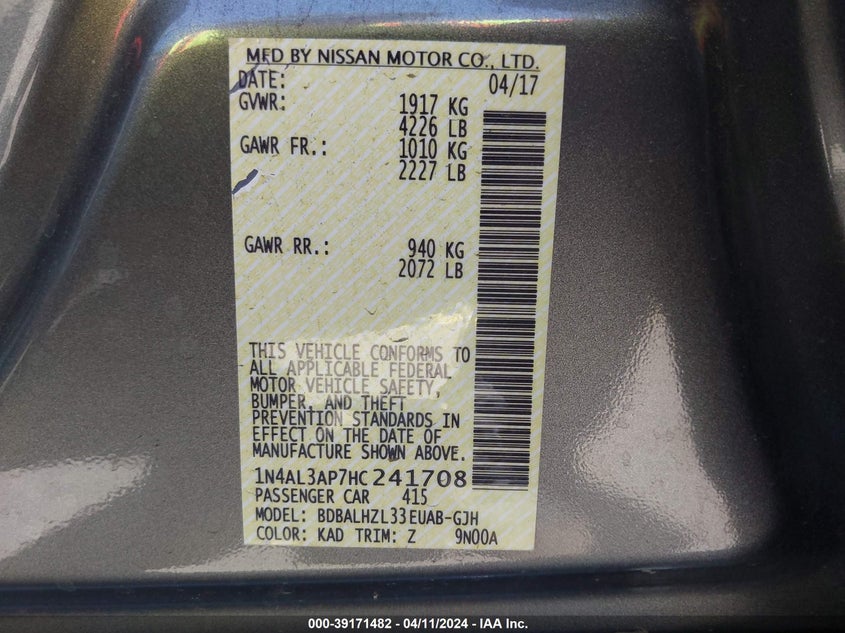 MFD BY NISSAN MOTOR CO., LTD.
DATE: 04/17
GVWR: 1917 KG
4226 LB
GAWR FR.: 1010 KG
2227 LB
GAWR RR.: 940 KG
2072 LB
THIS VEHICLE CONFORMS TO
ALL APPLICABLE FEDERAL
MOTOR VEHICLE SAFETY,
BUMPER, AND THEFT
PREVENTION STANDARDS IN
EFFECT ON THE DATE OF
MANUFACTURE SHOWN ABOVE.
1N4AL3AP7HC241708
PASSENGER CAR 415
MODEL: BDBALHZL33EUAB-GJH
COLOR: KAD TRIM: Z 9N00A
000-39171482 - 04/11/2024 - IAA Inc.